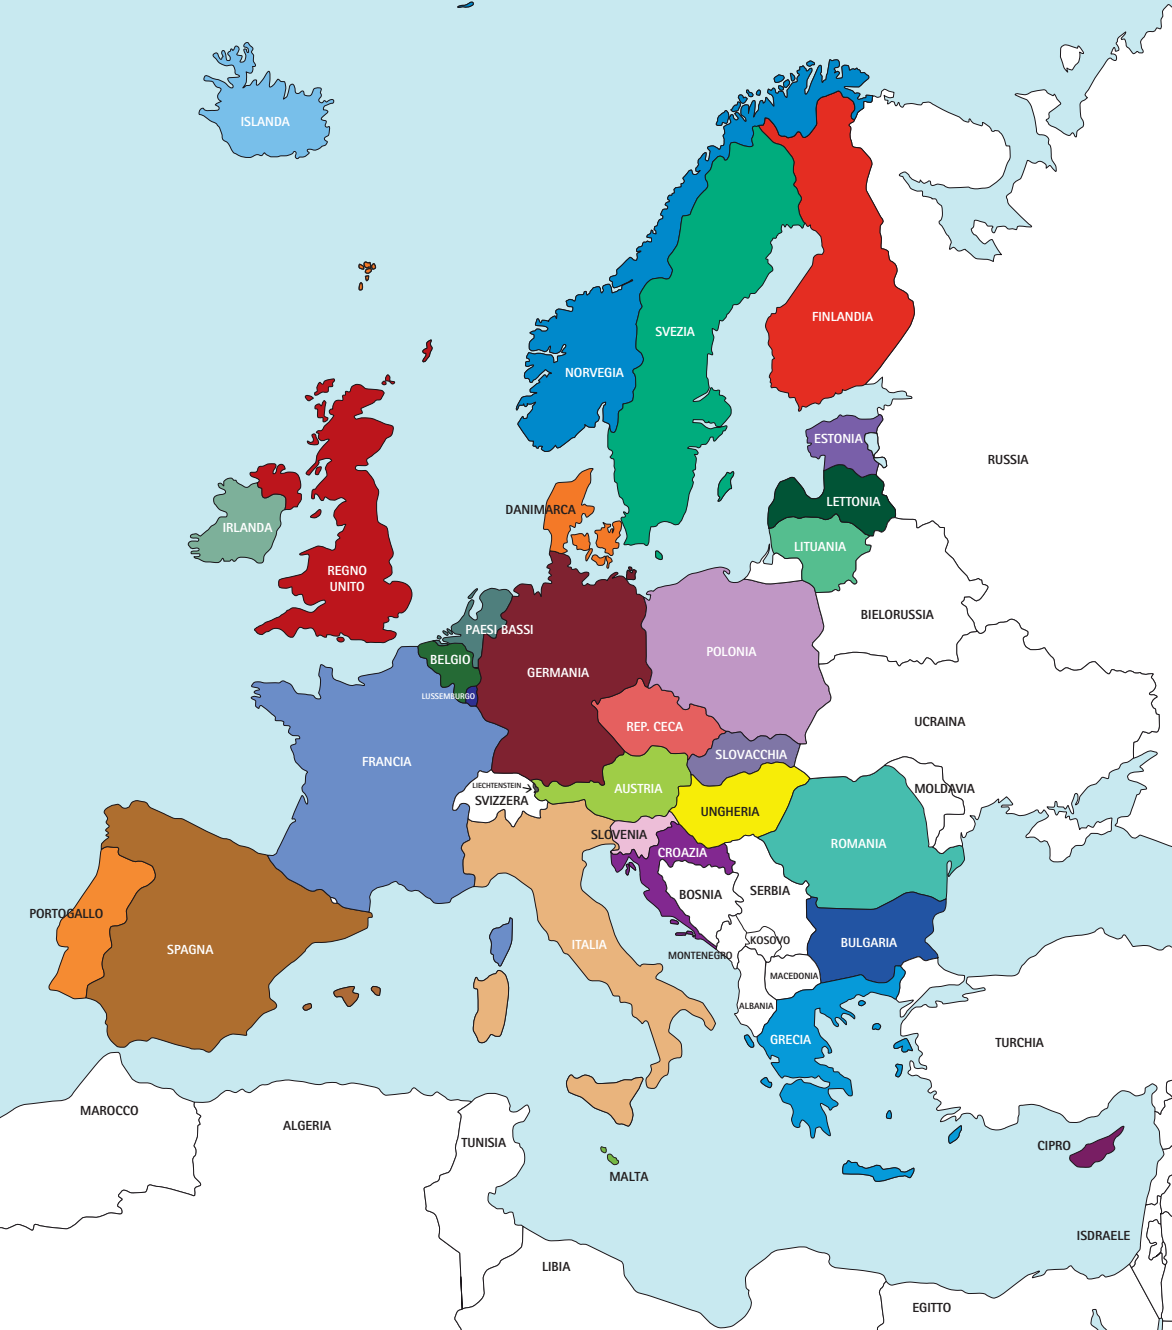 ISLANDA
SVEZIA
FINLANDIA
NORVEGIA
ESTONIA
RUSSIA
LETTONIA
DANIMARCA
IRLANDA
LITUANIA
REGNO
UNITO
BIELORUSSIA
PAESI BASSI
POLONIA
BELGIO
GERMANIA
LUSSEMBURGO
UCRAINA
REP. CECA
SLOVACCHIA
FRANCIA
LIECHTENSTEIN
AUSTRIA
MOLDAVIA
SVIZZERA
UNGHERIA
SLOVENIA
ROMANIA
CROAZIA
BOSNIA
SERBIA
PORTOGALLO
SPAGNA
ITALIA
KOSOVO
BULGARIA
MONTENEGRO
MACEDONIA
ALBANIA
GRECIA
TURCHIA
MAROCCO
ALGERIA
TUNISIA
CIPRO
MALTA
ISDRAELE
LIBIA
EGITTO